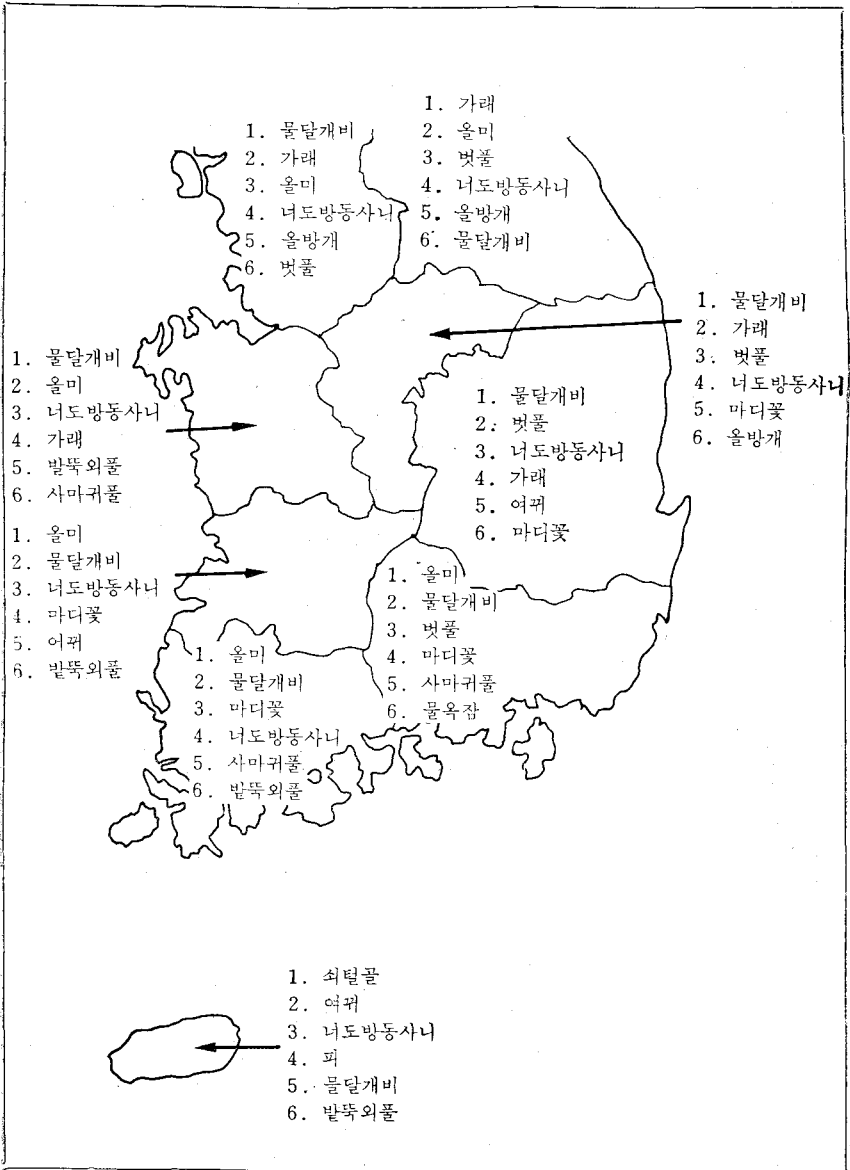 1. 물달개비
2. 가래
3. 올미
4. 너도방동사니
5. 올방개
6. 벗풀
1. 가래
2. 올미
3. 벗풀
4. 너도방동사니
5. 올방개
6. 물달개비
1. 물달개비
2. 가래
3. 벗풀
4. 너도방동사니
5. 마디꽃
6. 올방개
1. 물달개비
2. 올미
3. 너도방동사니
4. 가래
5. 발뚝외풀
6. 사마귀풀
1. 물달개비
2. 벗풀
3. 너도방동사니
4. 가래
5. 여뀌
6. 마디꽃
1. 올미
2. 물달개비
3. 너도방동사니
4. 마디꽃
5. 여뀌
6. 밭뚝외풀
1. 올미
2. 물달개비
3. 벗풀
4. 마디꽃
5. 사마귀풀
6. 물옥잠
1. 올미
2. 물달개비
3. 마디꽃
4. 너도방동사니
5. 사마귀풀
6. 밭뚝외풀
1. 쇠털골
2. 여뀌
3. 너도방동사니
4. 피
5. 물달개비
6. 밭뚝외풀